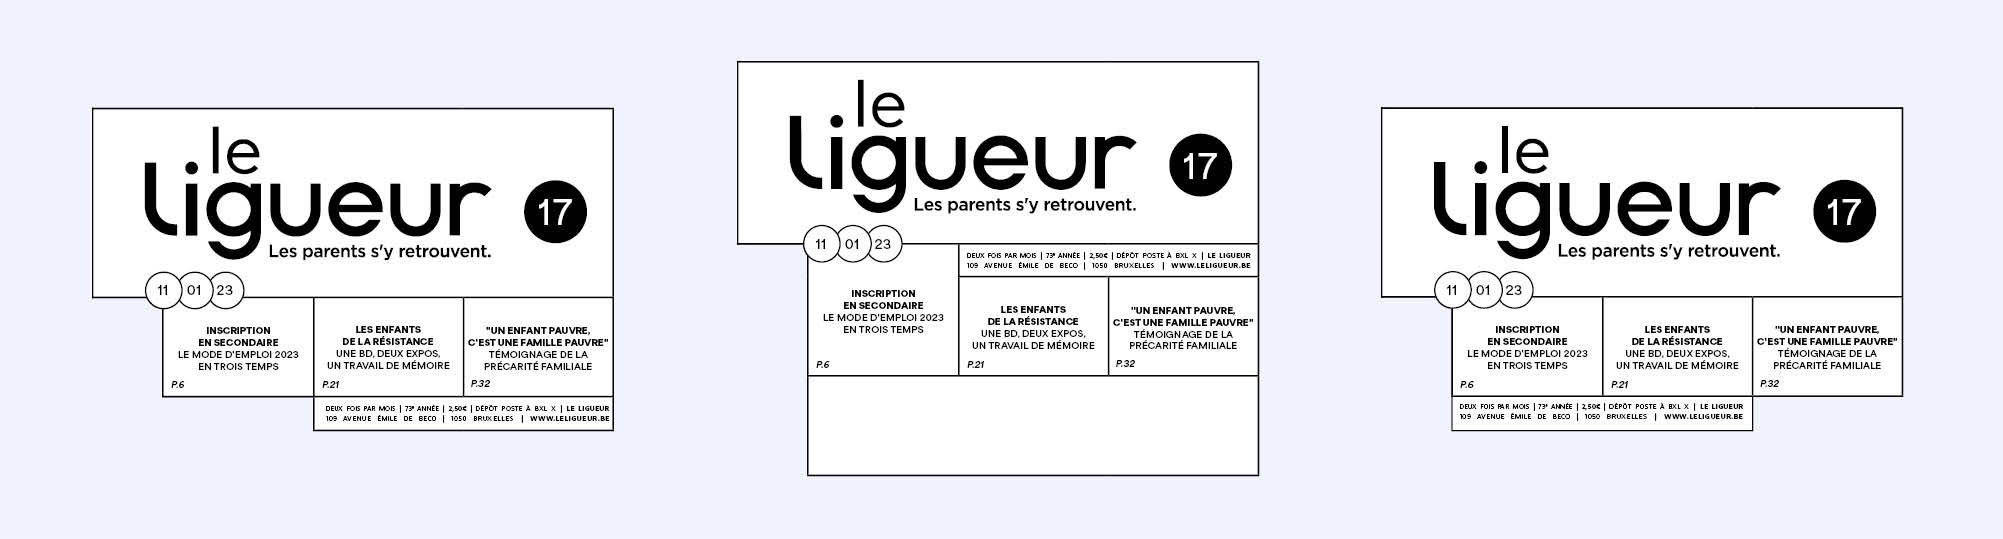 le
Ligueur
17
Les parents s'y retrouvent.
11 01 23
INSCRIPTION
EN SECONDAIRE
LE MODE D'EMPLOI 2023
EN TROIS TEMPS
P.6
LES ENFANTS
DE LA RÉSISTANCE
UNE BD, DEUX EXPOS,
UN TRAVAIL DE MÉMOIRE
P.21
"UN ENFANT PAUVRE,
C'EST UNE FAMILLE PAUVRE"
TÉMOIGNAGE DE LA
PRÉCARITÉ FAMILIALE
P.32
DEUX FOIS PAR MOIS | 73ᵉ ANNÉE | 2,50€ | DÉPÔT POSTE À BXL X | LE LIGUEUR
109 AVENUE ÉMILE DE BECO | 1050 BRUXELLES | WWW.LELIGUEUR.BE
le
Ligueur
17
Les parents s'y retrouvent.
11 01 23
DEUX FOIS PAR MOIS | 73ᵉ ANNÉE | 2,50€ | DÉPÔT POSTE À BXL X | LE LIGUEUR
109 AVENUE ÉMILE DE BECO | 1050 BRUXELLES | WWW.LELIGUEUR.BE
INSCRIPTION
EN SECONDAIRE
LE MODE D'EMPLOI 2023
EN TROIS TEMPS
P.6
LES ENFANTS
DE LA RÉSISTANCE
UNE BD, DEUX EXPOS,
UN TRAVAIL DE MÉMOIRE
P.21
"UN ENFANT PAUVRE,
C'EST UNE FAMILLE PAUVRE"
TÉMOIGNAGE DE LA
PRÉCARITÉ FAMILIALE
P.32
le
Ligueur
17
Les parents s'y retrouvent.
11 01 23
INSCRIPTION
EN SECONDAIRE
LE MODE D'EMPLOI 2023
EN TROIS TEMPS
P.6
LES ENFANTS
DE LA RÉSISTANCE
UNE BD, DEUX EXPOS,
UN TRAVAIL DE MÉMOIRE
P.21
"UN ENFANT PAUVRE,
C'EST UNE FAMILLE PAUVRE"
TÉMOIGNAGE DE LA
PRÉCARITÉ FAMILIALE
P.32
DEUX FOIS PAR MOIS | 73ᵉ ANNÉE | 2,50€ | DÉPÔT POSTE À BXL X | LE LIGUEUR
109 AVENUE ÉMILE DE BECO | 1050 BRUXELLES | WWW.LELIGUEUR.BE